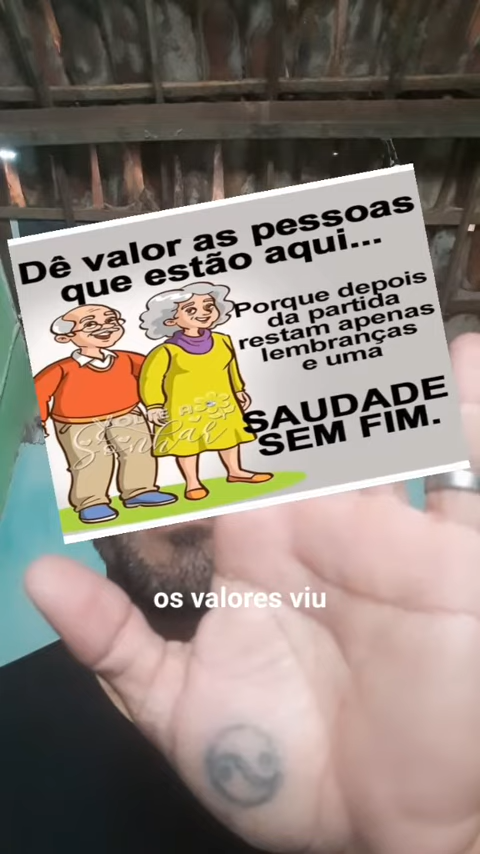 Dê valor as pessoas
que estão aqui...
Porque depois
da partida
restam apenas
lembranças
e uma
SAUDADE
SEM FIM.
Sonhar
os valores viu